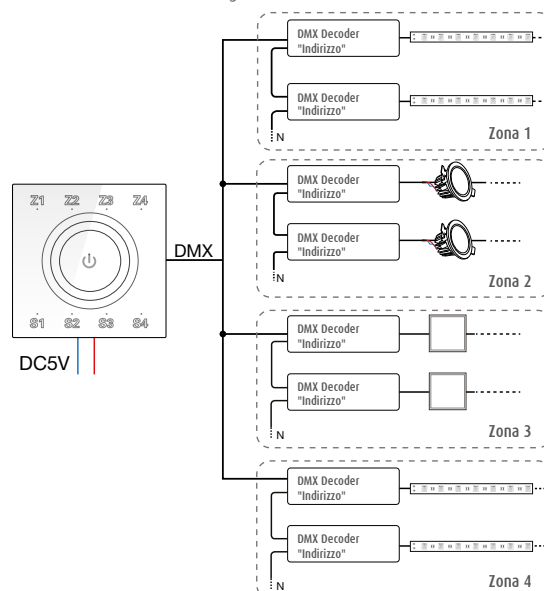 DMX Decoder
"Indirizzo"
DMX Decoder
"Indirizzo"
N
Zona 1
DMX Decoder
"Indirizzo"
DMX Decoder
"Indirizzo"
N
Zona 2
Z1 Z2 Z3 Z4
S1 S2 S3 S4
DMX
DC5V
DMX Decoder
"Indirizzo"
DMX Decoder
"Indirizzo"
N
Zona 3
DMX Decoder
"Indirizzo"
DMX Decoder
"Indirizzo"
N
Zona 4